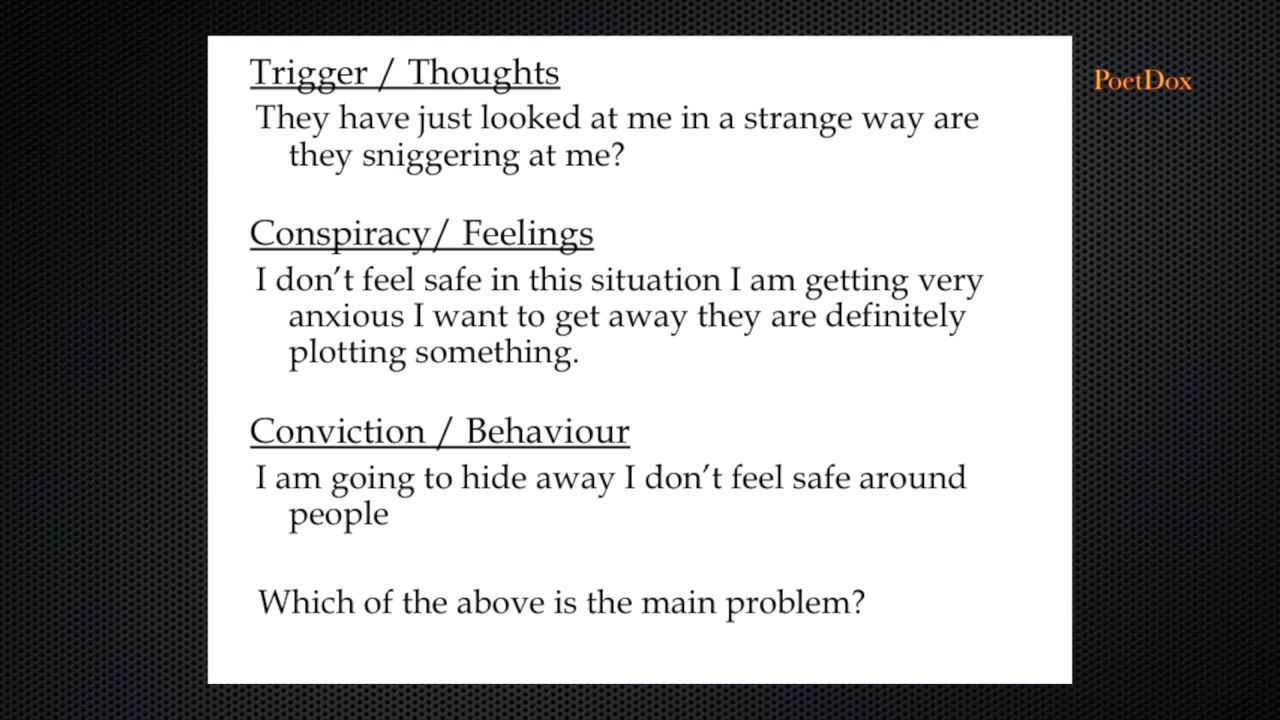 Trigger / Thoughts
PoetDox
They have just looked at me in a strange way are
they sniggering at me?
Conspiracy/ Feelings
I don’t feel safe in this situation I am getting very
anxious I want to get away they are definitely
plotting something.
Conviction / Behaviour
I am going to hide away I don’t feel safe around
people
Which of the above is the main problem?